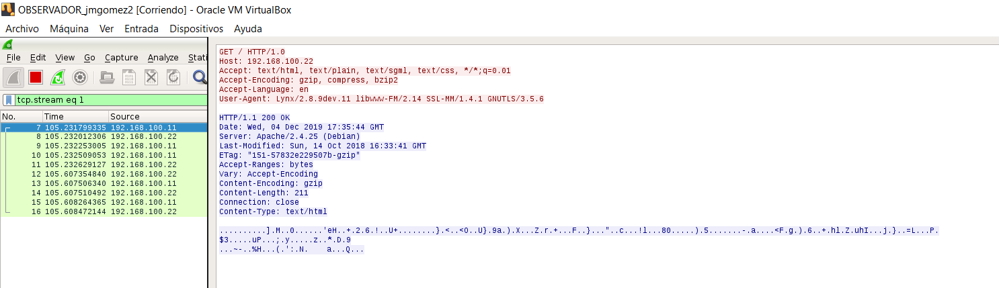 OBSERVADOR_jmgomez2 [Corriendo] - Oracle VM VirtualBox
Archivo Máquina Ver Entrada Dispositivos Ayuda
File Edit View Go Capture Analyze Stati
tcp.stream eq 1
No. Time Source
7 105.231799335 192.168.100.11
8 105.232012306 192.168.100.22
9 105.232253005 192.168.100.11
10 105.232509053 192.168.100.11
11 105.232629127 192.168.100.22
12 105.607354840 192.168.100.22
13 105.607506340 192.168.100.11
14 105.607510492 192.168.100.22
15 105.608264365 192.168.100.11
16 105.608472144 192.168.100.22
GET / HTTP/1.0
Host: 192.168.100.22
Accept: text/html, text/plain, text/sgml, text/css, */*;q=0.01
Accept-Encoding: gzip, compress, bzip2
Accept-Language: en
User-Agent: Lynx/2.8.9dev.11 libwww-FM/2.14 SSL-MM/1.4.1 GNUTLS/3.5.6
HTTP/1.1 200 OK
Date: Wed, 04 Dec 2019 17:35:44 GMT
Server: Apache/2.4.25 (Debian)
Last-Modified: Sun, 14 Oct 2018 16:33:41 GMT
ETag: "151-57832e229507b-gzip"
Accept-Ranges: bytes
Vary: Accept-Encoding
Content-Encoding: gzip
Content-Length: 211
Connection: close
Content-Type: text/html
..........].M..0......'eH..+.2.6.!..U+........}.<..<O..U}.9a.).X...Z.r.+...F..}..."..c...!l...80.....).5.......-.a....<F.g.).6..+.hl.Z.uhI...j.}..=L...P.
$3.....uP...;.y.....z..*.D.9
...~-..%H...(.':.N. a...Q...